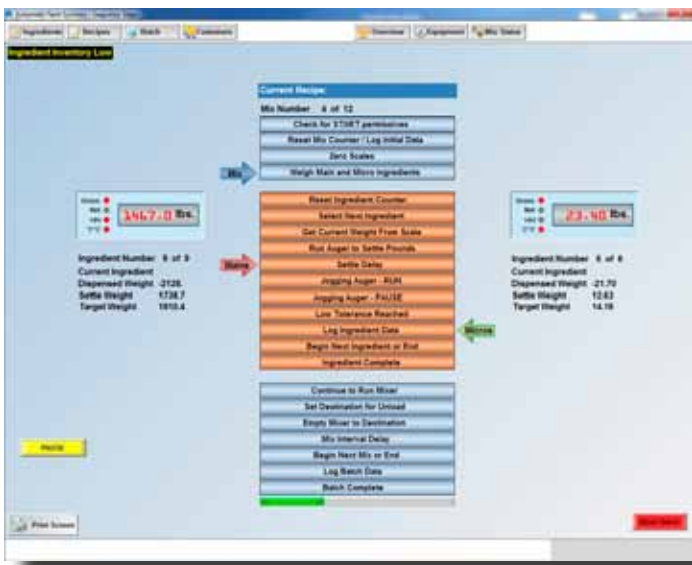 Ingredients Recipes Batch Customers Overview Equipment Mix Status
Ingredient Inventory Low
Current Recipe:
Mix Number 6 of 12
Check for START permissives
Reset Mix Counter / Log Initial Data
Zero Scales
Mix
Weigh Main and Micro Ingredients
Reset Ingredient Counter
Select Next Ingredient
Get Current Weight From Scale
Run Auger to Settle Pounds
Mains
Settle Delay
Jogging Auger - RUN
Jogging Auger - PAUSE
Low Tolerance Reached
Log Ingredient Data
Micros
Begin Next Ingredient or End
Ingredient Complete
1467.0 lbs.
Ingredient Number 9 of 9
Current Ingredient
Dispensed Weight -2128.
Settle Weight 1738.7
Target Weight 1810.4
23.40 lbs.
Ingredient Number 5 of 6
Current Ingredient
Dispensed Weight -21.70
Settle Weight 12.63
Target Weight 14.19
Continue to Run Mixer
Set Destination for Unload
Empty Mixer to Destination
Mix Interval Delay
Begin Next Mix or End
Log Batch Data
Batch Complete
PAUSE
Print Screen